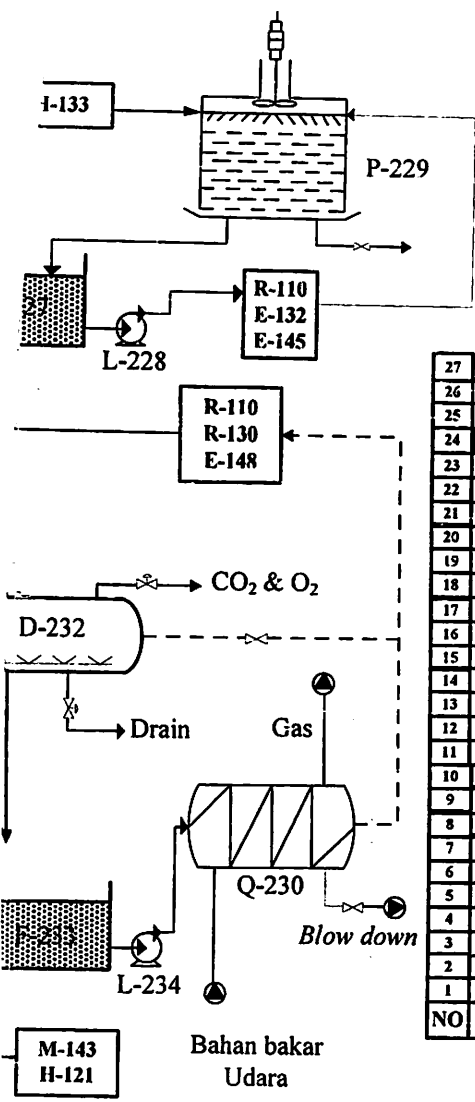 P-229
L-228
R-110
E-132
E-145
R-110
R-130
E-148
CO₂ & O₂
D-232
Drain
Gas
Q-230
Blow down
L-234
M-143
H-121
Bahan bakar
Udara
27
26
25
24
23
22
21
20
19
18
17
16
15
14
13
12
11
10
9
8
7
6
5
4
3
2
1
NO